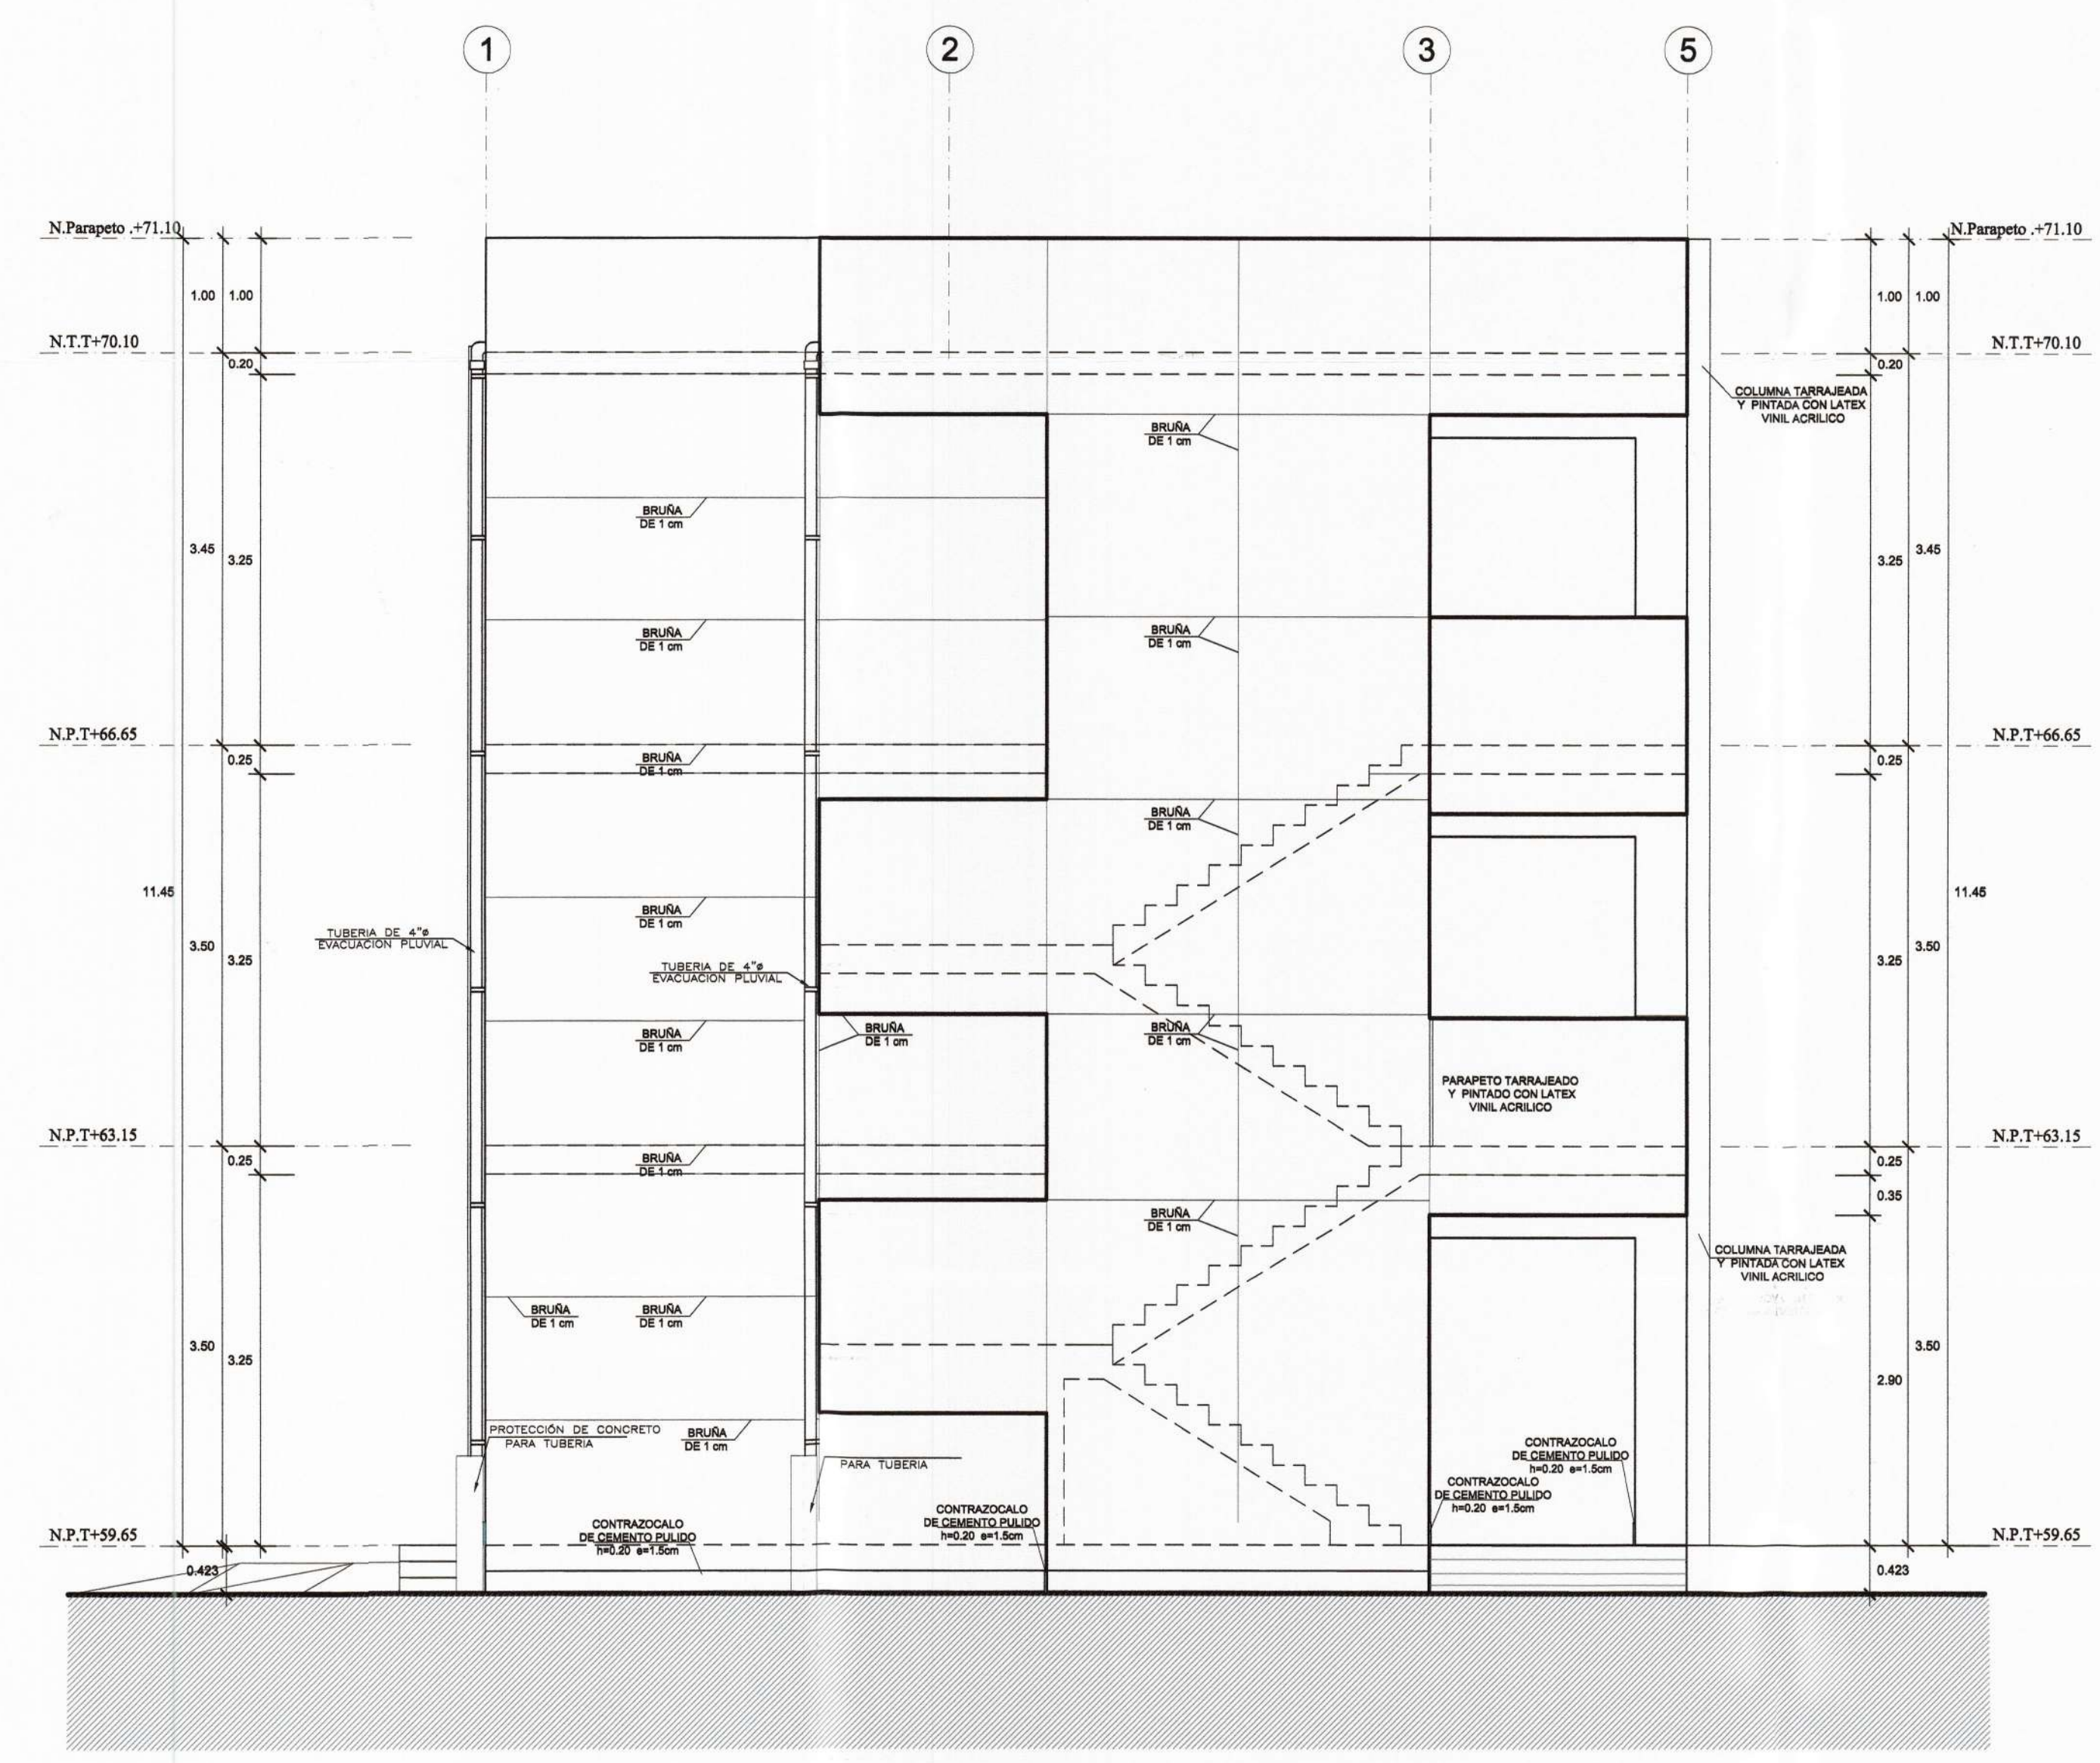 1
2
3
5
N.Parapeto .+71.10
N.Parapeto .+71.10
1.00
1.00
1.00
1.00
N.T.T+70.10
N.T.T+70.10
0.20
0.20
COLUMNA TARRAJEADA
Y PINTADA CON LATEX
VINIL ACRILICO
BRUÑA
DE 1 cm
BRUÑA
DE 1 cm
3.45
3.25
3.25
3.45
BRUÑA
DE 1 cm
BRUÑA
DE 1 cm
N.P.T+66.65
N.P.T+66.65
0.25
BRUÑA
DE 1 cm
0.25
BRUÑA
DE 1 cm
11.45
11.45
BRUÑA
DE 1 cm
TUBERIA DE 4"ø
EVACUACION PLUVIAL
3.50
3.25
3.25
3.50
TUBERIA DE 4"ø
EVACUACION PLUVIAL
BRUÑA
DE 1 cm
BRUÑA
DE 1 cm
BRUÑA
DE 1 cm
PARAPETO TARRAJEADO
Y PINTADO CON LATEX
VINIL ACRILICO
N.P.T+63.15
N.P.T+63.15
0.25
BRUÑA
DE 1 cm
0.25
0.35
BRUÑA
DE 1 cm
COLUMNA TARRAJEADA
Y PINTADA CON LATEX
VINIL ACRILICO
BRUÑA
DE 1 cm
BRUÑA
DE 1 cm
3.50
3.25
3.50
2.90
PROTECCIÓN DE CONCRETO
PARA TUBERIA
BRUÑA
DE 1 cm
PARA TUBERIA
CONTRAZOCALO
DE CEMENTO PULIDO
h=0.20 e=1.5cm
CONTRAZOCALO
DE CEMENTO PULIDO
h=0.20 e=1.5cm
CONTRAZOCALO
DE CEMENTO PULIDO
h=0.20 e=1.5cm
CONTRAZOCALO
DE CEMENTO PULIDO
h=0.20 e=1.5cm
N.P.T+59.65
N.P.T+59.65
0.423
0.423